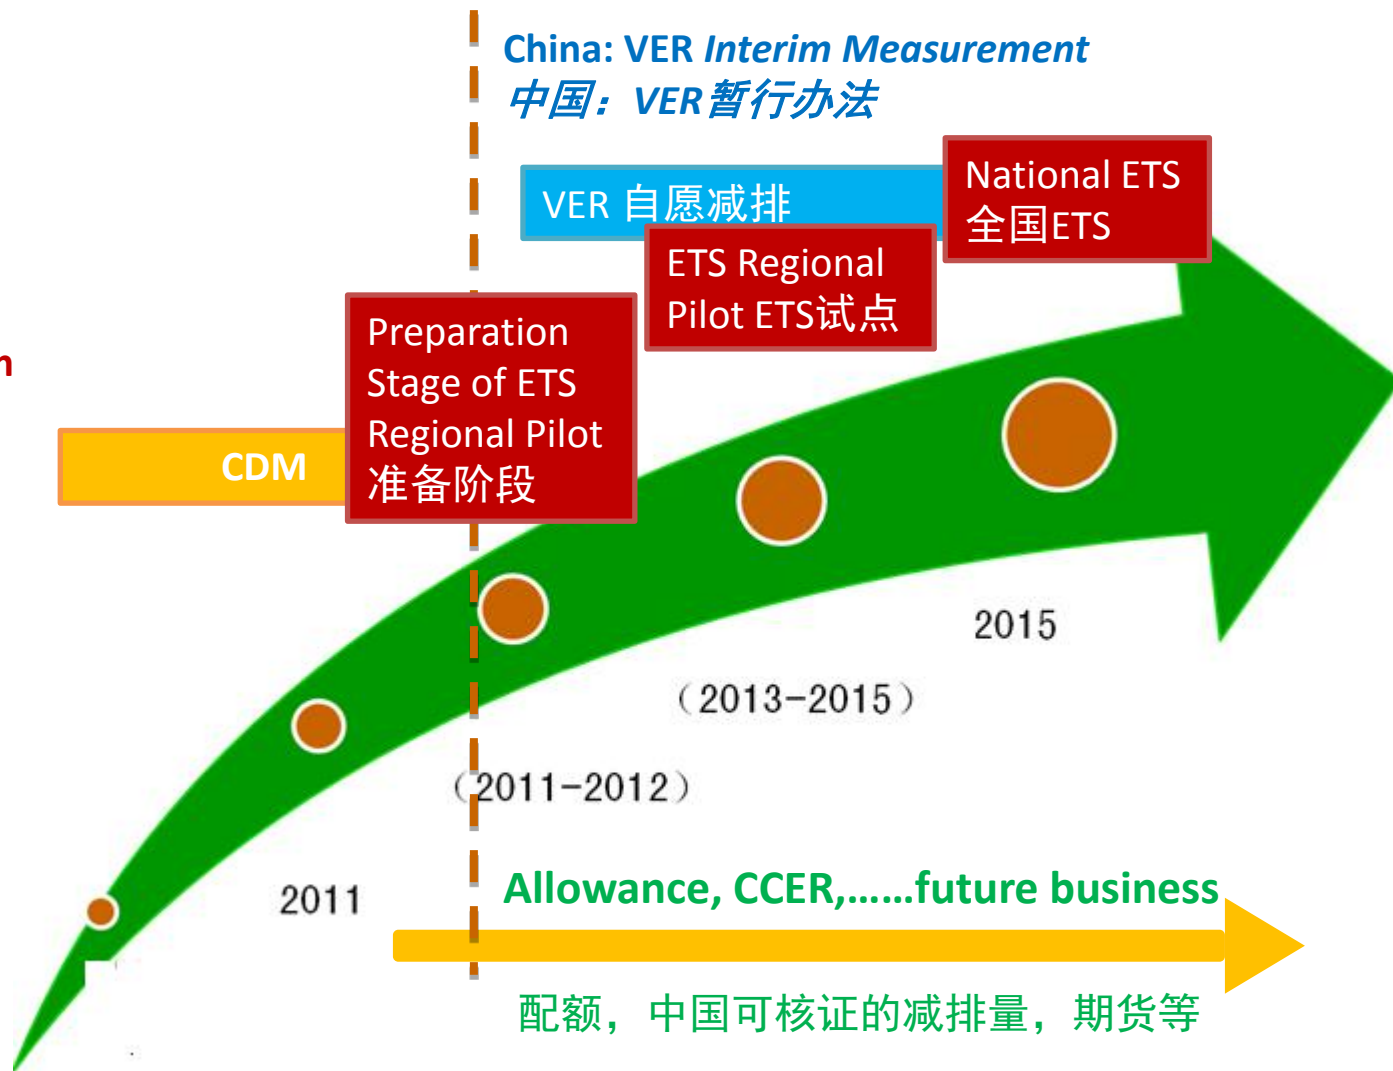 China: VER Interim Measurement
中国：VER暂行办法
National ETS
全国ETS
VER 自愿减排
ETS Regional
Pilot ETS试点
Preparation
Stage of ETS
Regional Pilot
准备阶段
CDM
2015
（2013-2015）
（2011-2012）
2011
Allowance, CCER,......future business
配额，中国可核证的减排量，期货等